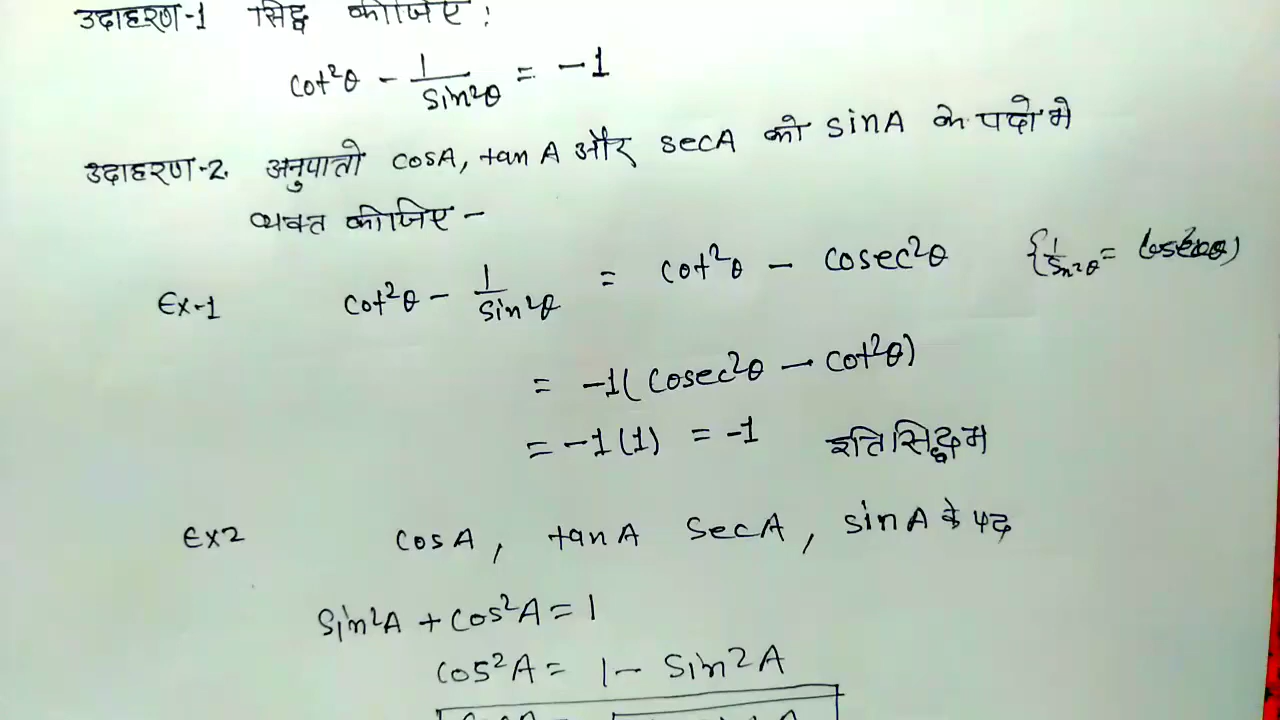 उदाहरण-1 सिद्ध कीजिए:
cot²θ - 1/sin²θ = -1
उदाहरण-2. अनुपातो cosA, tan A और secA को sinA के पदो मे
व्यक्त कीजिए -
Ex-1 cot²θ - 1/sin²θ = cot²θ - cosec²θ {1/sin²θ =
= -1(cosec²θ - cot²θ)
= -1(1) = -1 इतिसिद्धम
Ex2 cosA, tanA secA, sinA के पद
sin²A + cos²A = 1
cos²A = 1 - sin2A